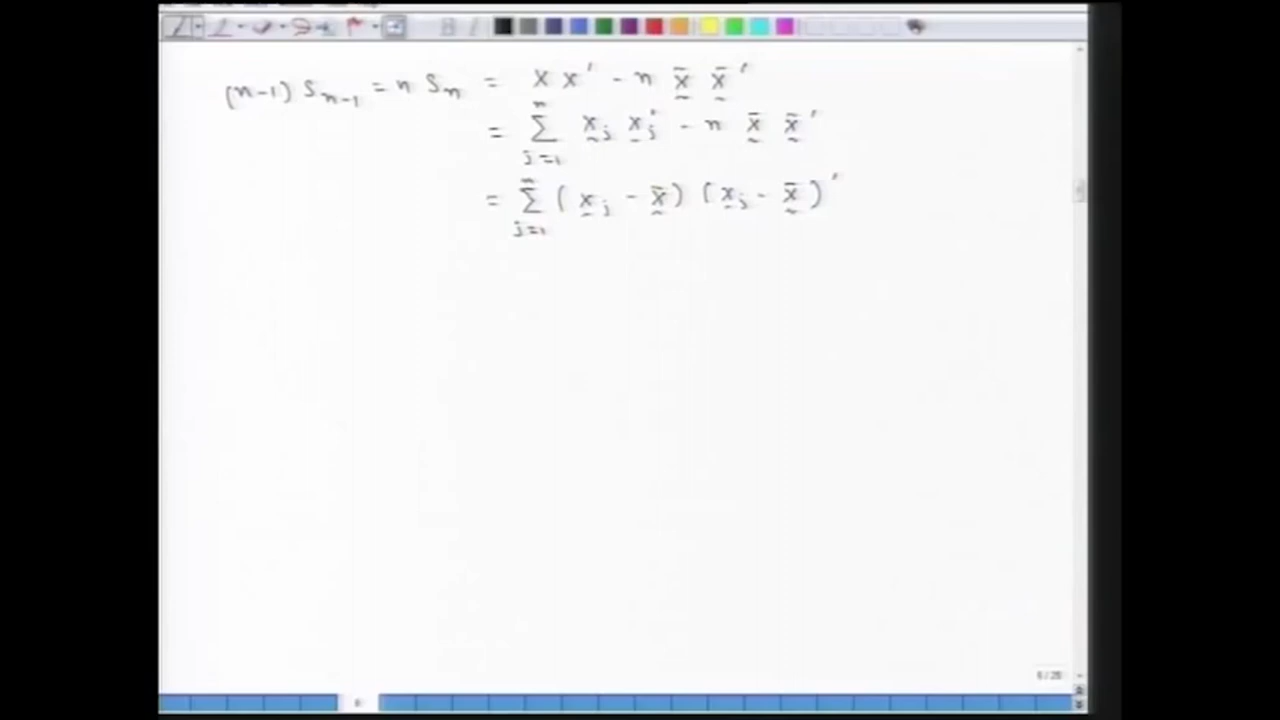 (n-1) S_{n-1} = n S_n = X X' - n x̄ x̄'
= Σ_{j=1}^{n} x_j x_j' - n x̄ x̄'
= Σ_{j=1}^{n} (x_j - x̄) (x_j - x̄)'